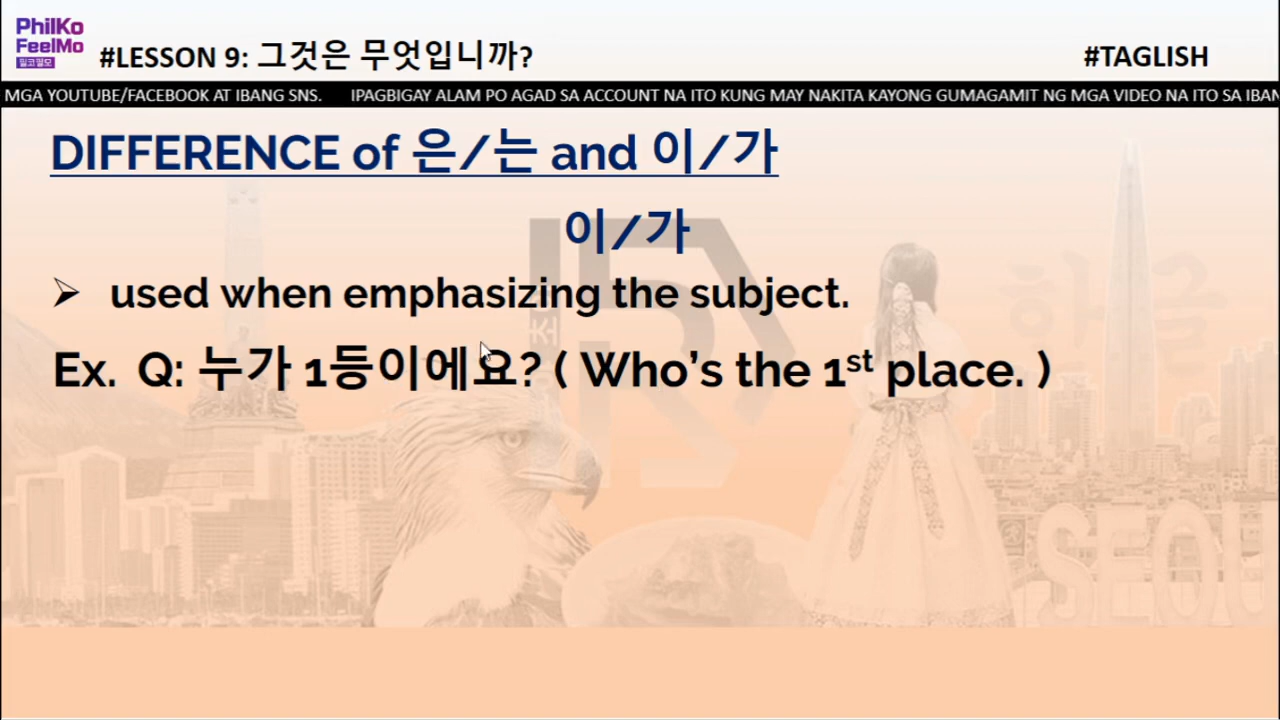 PhilKo
FeelMo
필코필모
#LESSON 9: 그것은 무엇입니까?
#TAGLISH
MGA YOUTUBE/FACEBOOK AT IBANG SNS. IPAGBIGAY ALAM PO AGAD SA ACCOUNT NA ITO KUNG MAY NAKITA KAYONG GUMAGAMIT NG MGA VIDEO NA ITO SA IBAN
DIFFERENCE of 은/는 and 이/가
이/가
➢ used when emphasizing the subject.
Ex. Q: 누가 1등이에요? ( Who's the 1st place. )
한글
SEOU